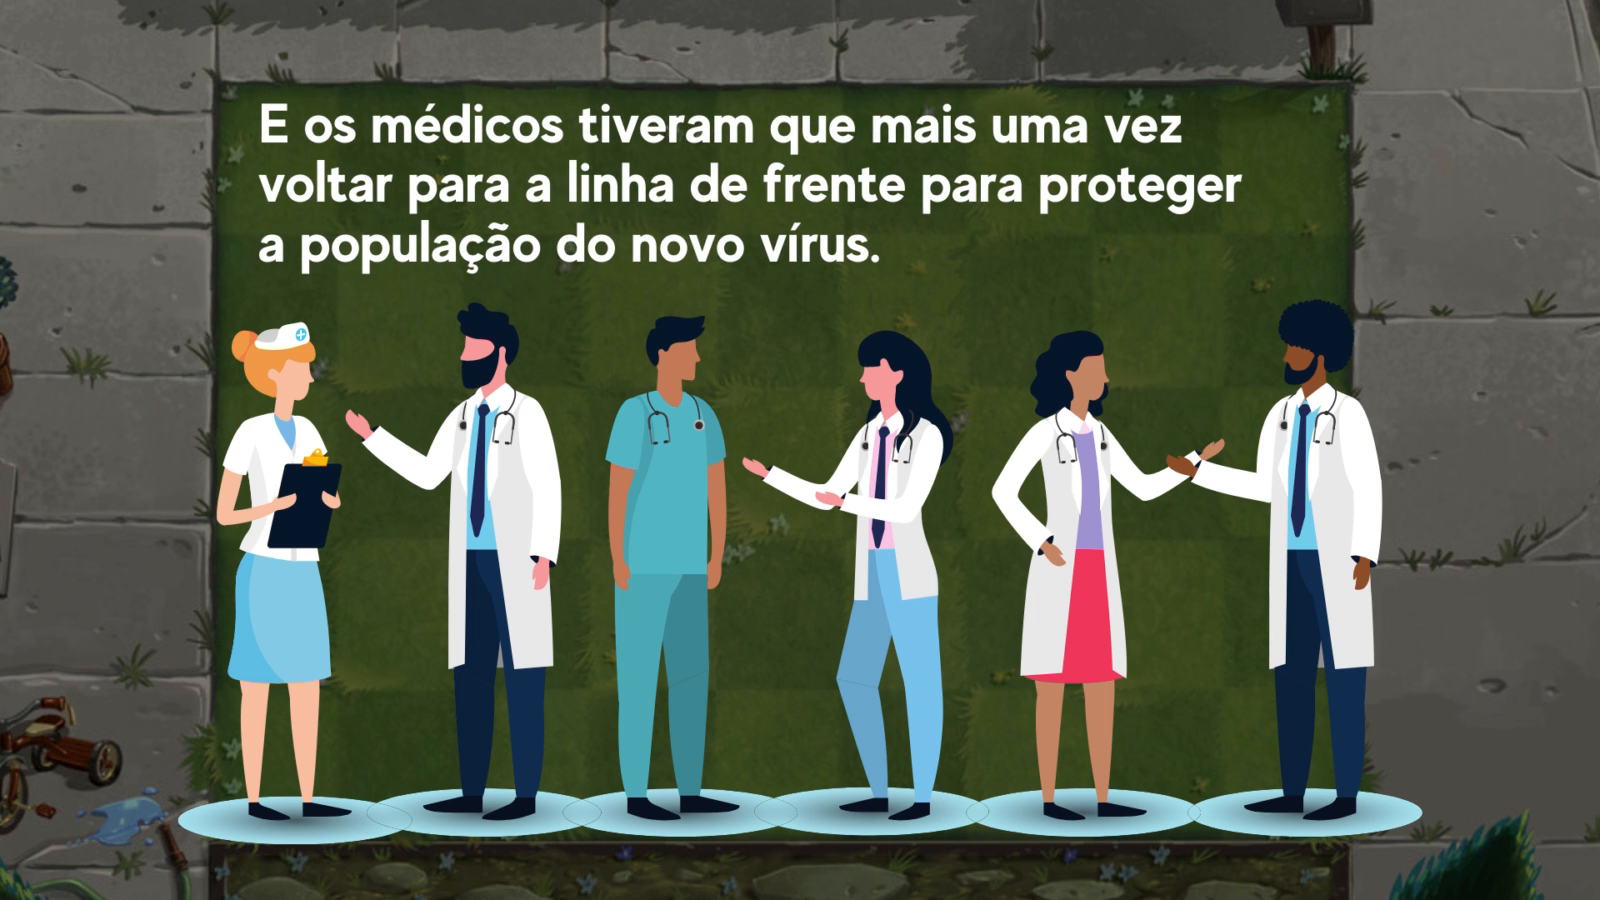 E os médicos tiveram que mais uma vez
voltar para a linha de frente para proteger
a população do novo vírus.